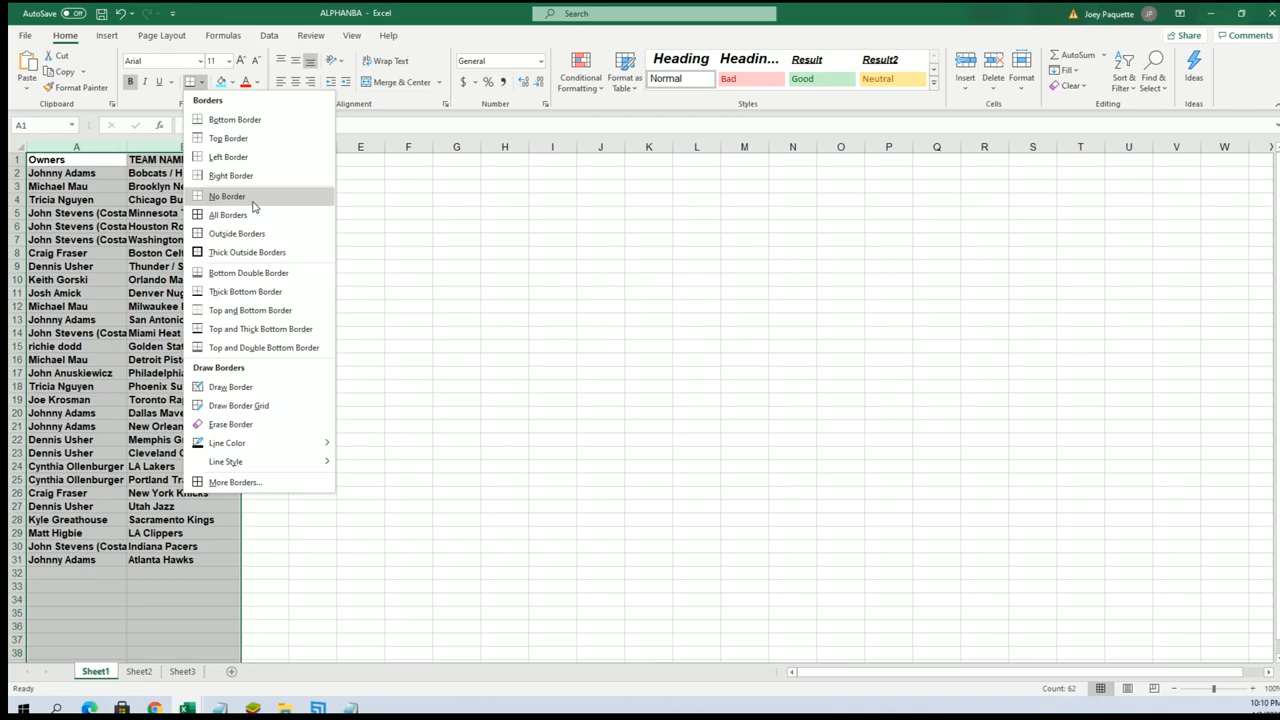 AutoSave Off ALPHANBA - Excel Search Joey Paquette JP
File Home Insert Page Layout Formulas Data Review View Help Share Comments
Cut
Copy
Format Painter
Paste
Clipboard
Arial 11
B I U
Wrap Text
Merge & Center
Alignment
General
$ %
Number
Conditional Formatting
Format as Table
Heading Headin... Result Result2
Normal Bad Good Neutral
Styles
Insert Delete Format
Cells
AutoSum
Fill
Clear
Sort & Filter
Find & Select
Editing
Ideas
Ideas
A1 fx
Borders
Bottom Border
Top Border
Left Border
Right Border
No Border
All Borders
Outside Borders
Thick Outside Borders
Bottom Double Border
Thick Bottom Border
Top and Bottom Border
Top and Thick Bottom Border
Top and Double Bottom Border
Draw Borders
Draw Border
Draw Border Grid
Erase Border
Line Color
Line Style
More Borders...
A E F G H I J K L M N O P Q R S T U V W X
1 Owners TEAM NAM
2 Johnny Adams Bobcats / H
3 Michael Mau Brooklyn Ne
4 Tricia Nguyen Chicago Bu
5 John Stevens (Costa Minnesota
6 John Stevens (Costa Houston Ro
7 John Stevens (Costa Washington
8 Craig Fraser Boston Celt
9 Dennis Usher Thunder / S
10 Keith Gorski Orlando Ma
11 Josh Amick Denver Nug
12 Michael Mau Milwaukee
13 Johnny Adams San Antonio
14 John Stevens (Costa Miami Heat
15 richie dodd Golden Stat
16 Michael Mau Detroit Pist
17 John Anuskiewicz Philadelphi
18 Tricia Nguyen Phoenix Su
19 Joe Krosman Toronto Rap
20 Johnny Adams Dallas Mave
21 Johnny Adams New Orlean
22 Dennis Usher Memphis G
23 Dennis Usher Cleveland C
24 Cynthia Ollenburger LA Lakers
25 Cynthia Ollenburger Portland Tra
26 Craig Fraser New York Knicks
27 Dennis Usher Utah Jazz
28 Kyle Greathouse Sacramento Kings
29 Matt Higbie LA Clippers
30 John Stevens (Costa Indiana Pacers
31 Johnny Adams Atlanta Hawks
32
33
34
35
36
37
38
Sheet1 Sheet2 Sheet3
Ready Count: 62 100%
10:10 PM